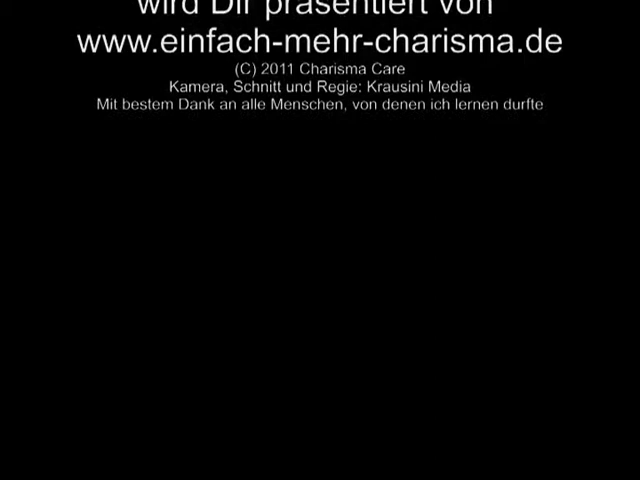 wird Dir präsentiert von
www.einfach-mehr-charisma.de
(C) 2011 Charisma Care
Kamera, Schnitt und Regie: Krausini Media
Mit bestem Dank an alle Menschen, von denen ich lernen durfte